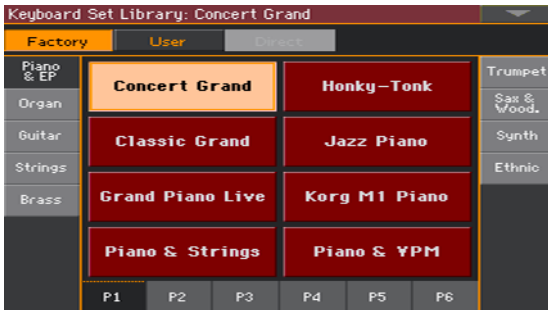 Keyboard Set Library: Concert Grand
Factory
User
Direct
Piano
& EP
Organ
Guitar
Strings
Brass
Concert Grand
Honky-Tonk
Classic Grand
Jazz Piano
Grand Piano Live
Korg M1 Piano
Piano & Strings
Piano & VPM
Trumpet
Sax &
Wood.
Synth
Ethnic
P1
P2
P3
P4
P5
P6